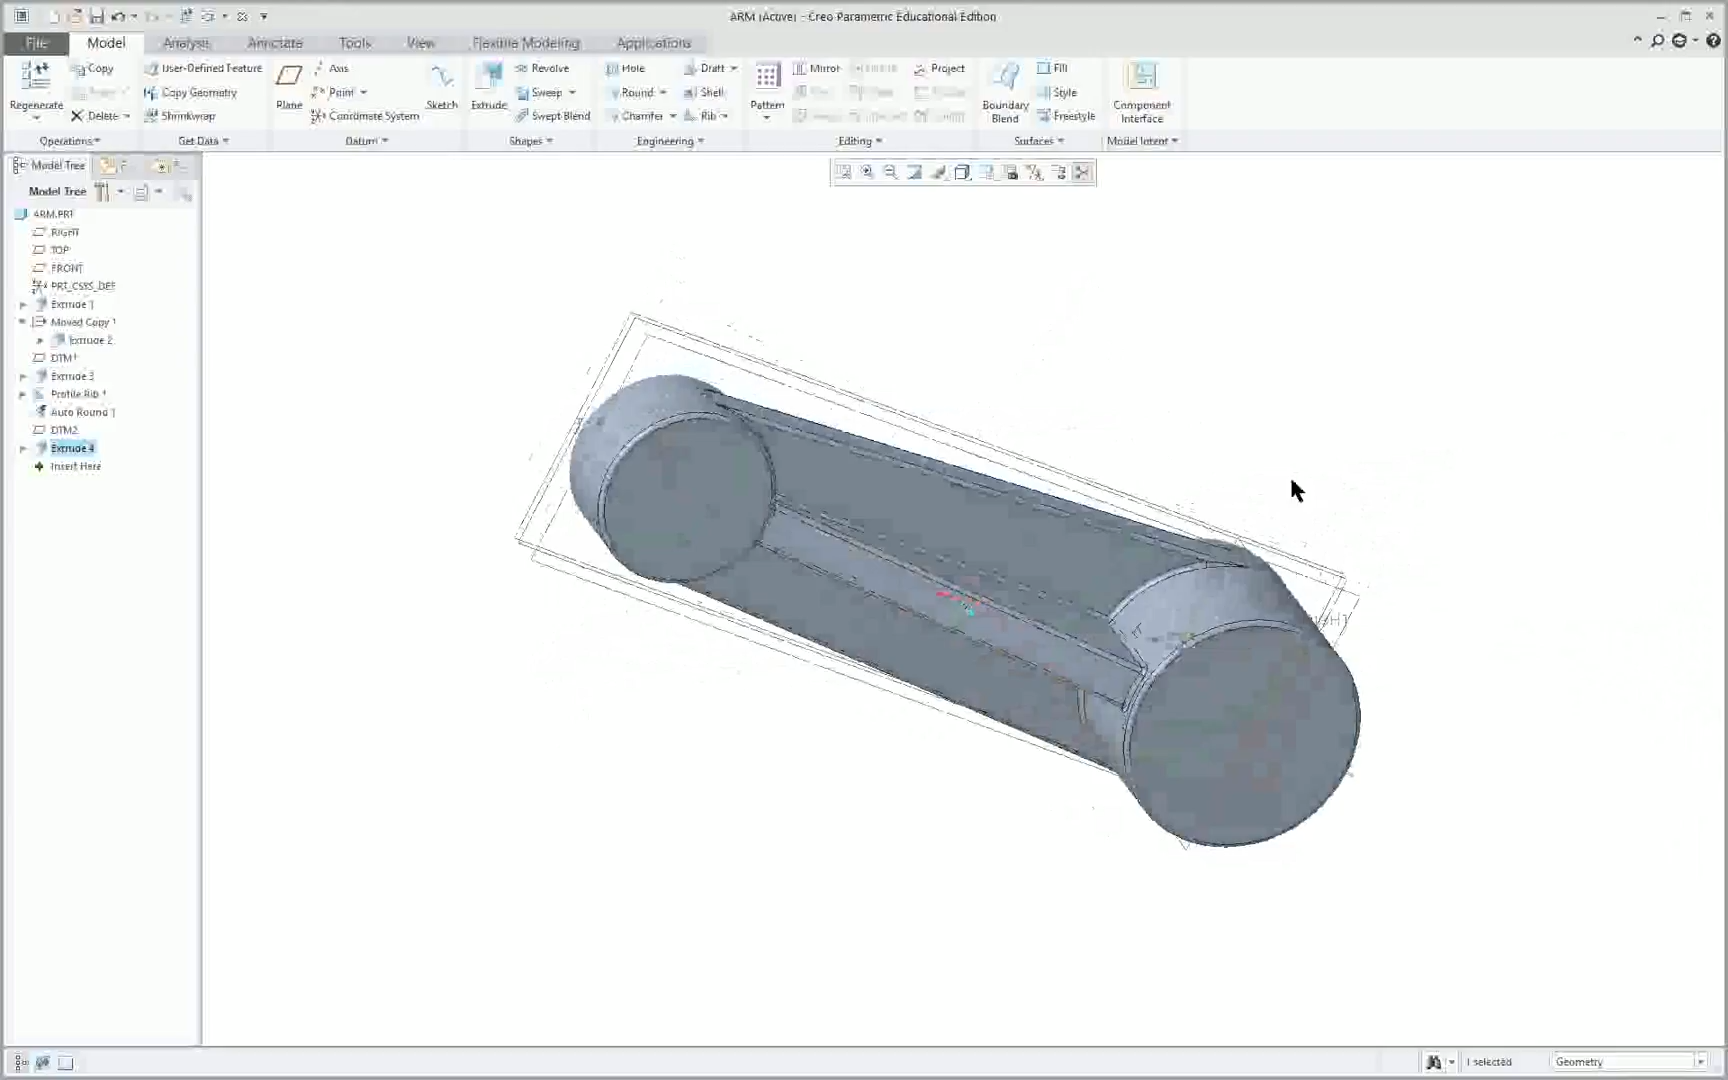 ARM (Active) - Creo Parametric Educational Edition
File Model Analysis Annotate Tools View Flexible Modeling Applications
Regenerate
Copy
Delete
Operations
User-Defined Feature
Copy Geometry
Shrinkwrap
Get Data
Plane
Axis
Point
Coordinate System
Sketch
Datum
Extrude
Revolve
Sweep
Swept Blend
Shapes
Hole
Round
Chamfer
Draft
Shell
Rib
Engineering
Pattern
Mirror
Project
Editing
Boundary
Blend
Fill
Style
Freestyle
Surfaces
Component
Interface
Model Intent
Model Tree
Model Tree
ARM.PRT
RIGHT
TOP
FRONT
PRT_CSYS_DEF
Extrude 1
Moved Copy 1
Extrude 2
DTM1
Extrude 3
Profile Rib 1
Auto Round 1
DTM2
Extrude 4
Insert Here
1 selected
Geometry